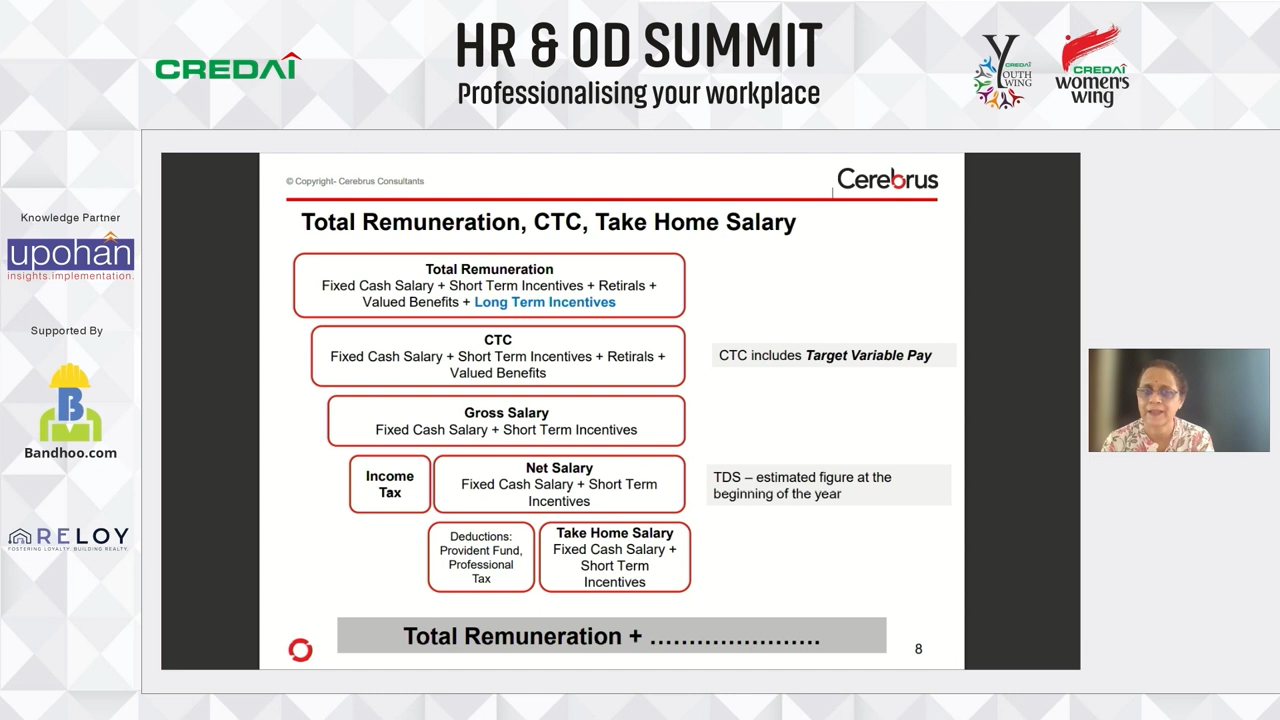 HR & OD SUMMIT
Professionalising your workplace
CREDAI
CREDAI
YOUTH
WING
CREDAI
women's
wing
Knowledge Partner
upohan
insights.implementation.
Supported By
B
Bandhoo.com
RELOY
FOSTERING LOYALTY. BUILDING REALTY.
© Copyright- Cerebrus Consultants
Cerebrus
Total Remuneration, CTC, Take Home Salary
Total Remuneration
Fixed Cash Salary + Short Term Incentives + Retirals +
Valued Benefits + Long Term Incentives
CTC
Fixed Cash Salary + Short Term Incentives + Retirals +
Valued Benefits
CTC includes Target Variable Pay
Gross Salary
Fixed Cash Salary + Short Term Incentives
Income
Tax
Net Salary
Fixed Cash Salary + Short Term
Incentives
TDS – estimated figure at the
beginning of the year
Deductions:
Provident Fund,
Professional
Tax
Take Home Salary
Fixed Cash Salary +
Short Term
Incentives
Total Remuneration + ......................
8